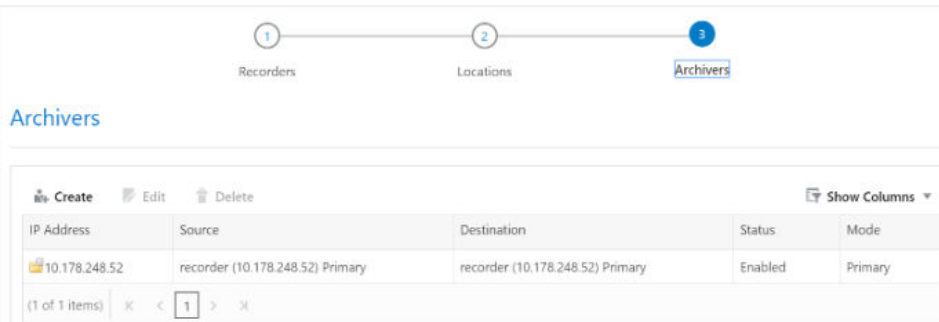 1 2 3
Recorders Locations Archivers
Archivers
Create Edit Delete Show Columns
IP Address Source Destination Status Mode
10.178.248.52 recorder (10.178.248.52) Primary recorder (10.178.248.52) Primary Enabled Primary
(1 of 1 items) 1